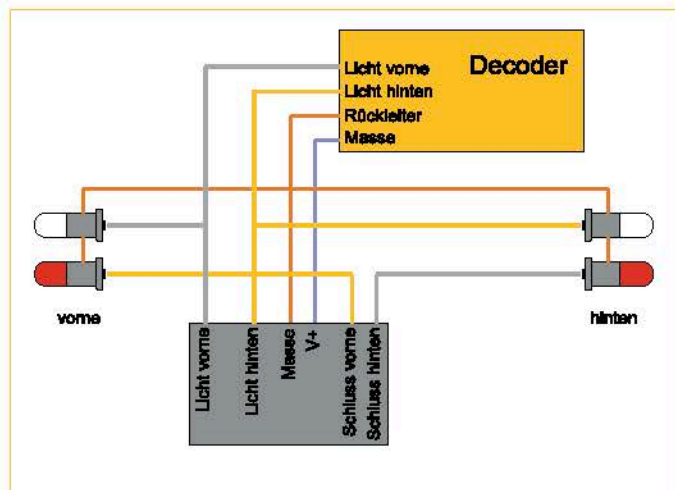 Decoder
Licht vorne
Licht hinten
Rückleiter
Masse
vorne
hinten
Licht vorne
Licht hinten
Masse
V+
Schluss vorne
Schluss hinten